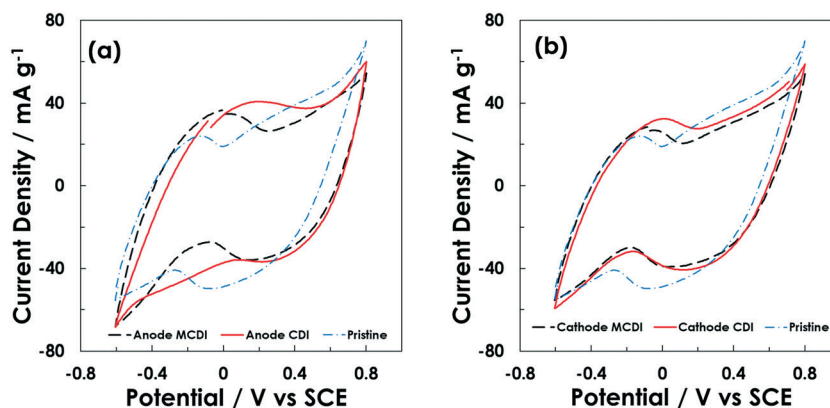 (a)
Current Density / mA g-1
80
40
0
-40
-80
-0.8
-0.4
0
0.4
0.8
Anode MCDI
Anode CDI
Pristine
Potential / V vs SCE
(b)
Current Density / mA g-1
80
40
0
-40
-80
-0.8
-0.4
0
0.4
0.8
Cathode MCDI
Cathode CDI
Pristine
Potential / V vs SCE